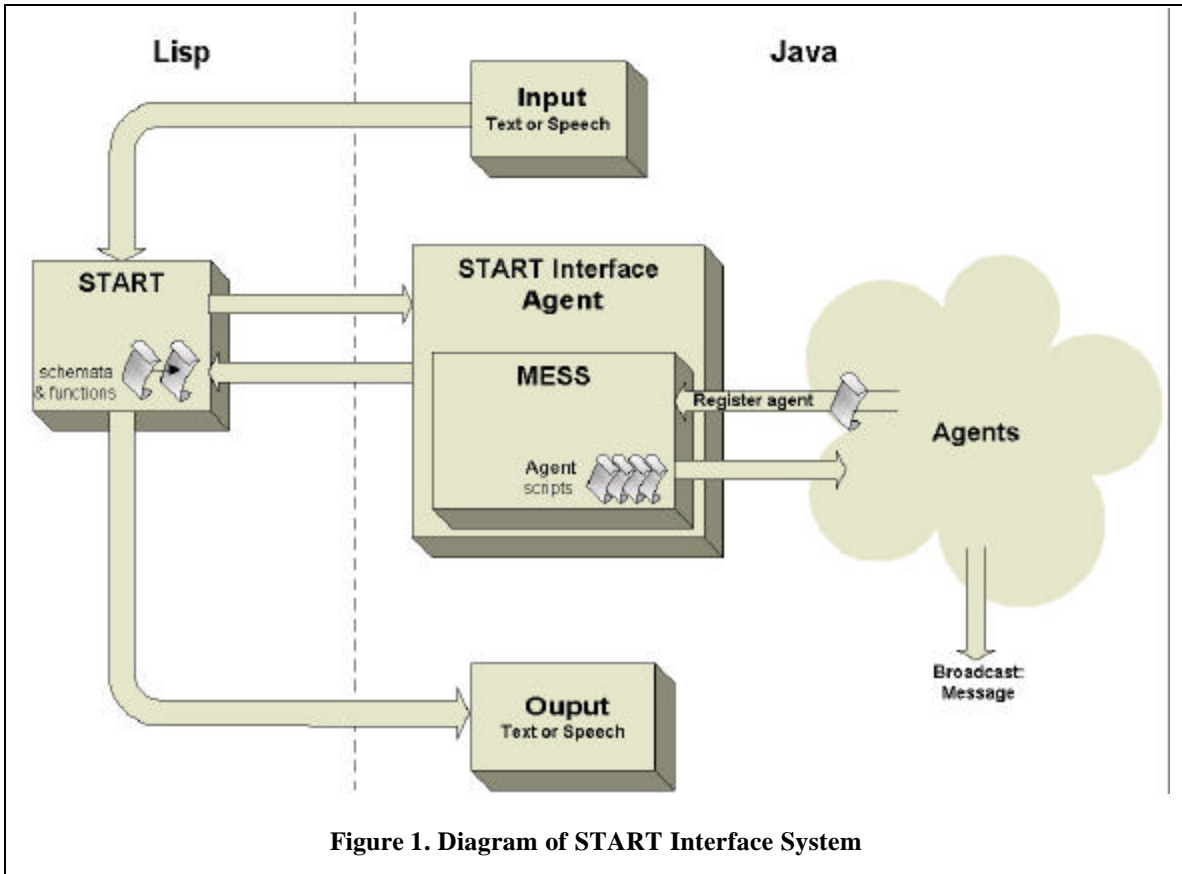 Lisp
Java
Input
Text or Speech
START
schemata
& functions
START Interface
Agent
MESS
Register agent
Agent
scripts
Agents
Broadcast:
Message
Ouput
Text or Speech
Figure 1. Diagram of START Interface System